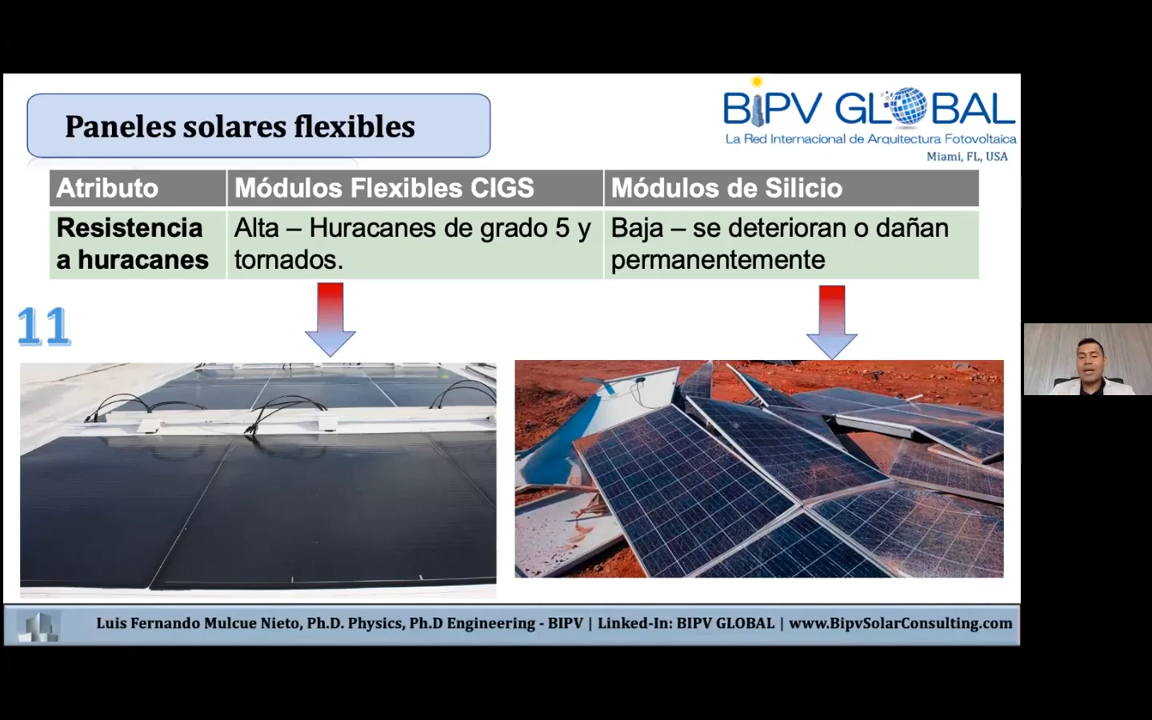 Paneles solares flexibles
BIPV GLOBAL
La Red Internacional de Arquitectura Fotovoltaica
Miami, FL, USA
Atributo Módulos Flexibles CIGS Módulos de Silicio
Resistencia Alta – Huracanes de grado 5 y Baja – se deterioran o dañan
a huracanes tornados. permanentemente
11
Luis Fernando Mulcue Nieto, Ph.D. Physics, Ph.D Engineering - BIPV | Linked-In: BIPV GLOBAL | www.BipvSolarConsulting.com